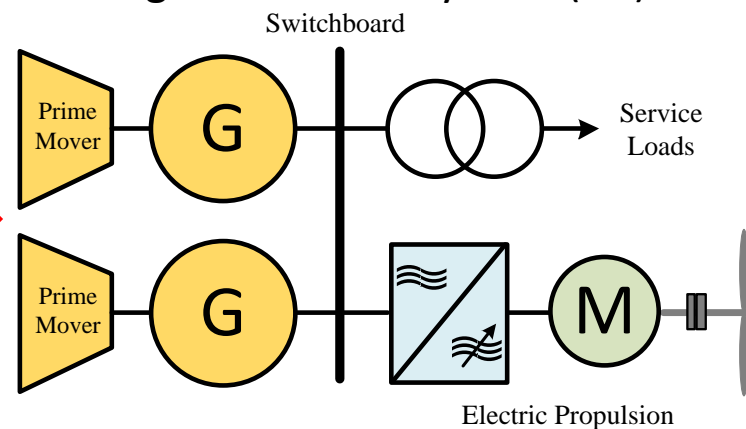 Switchboard
Prime
Mover
G
Service
Loads
Prime
Mover
G
M
Electric Propulsion